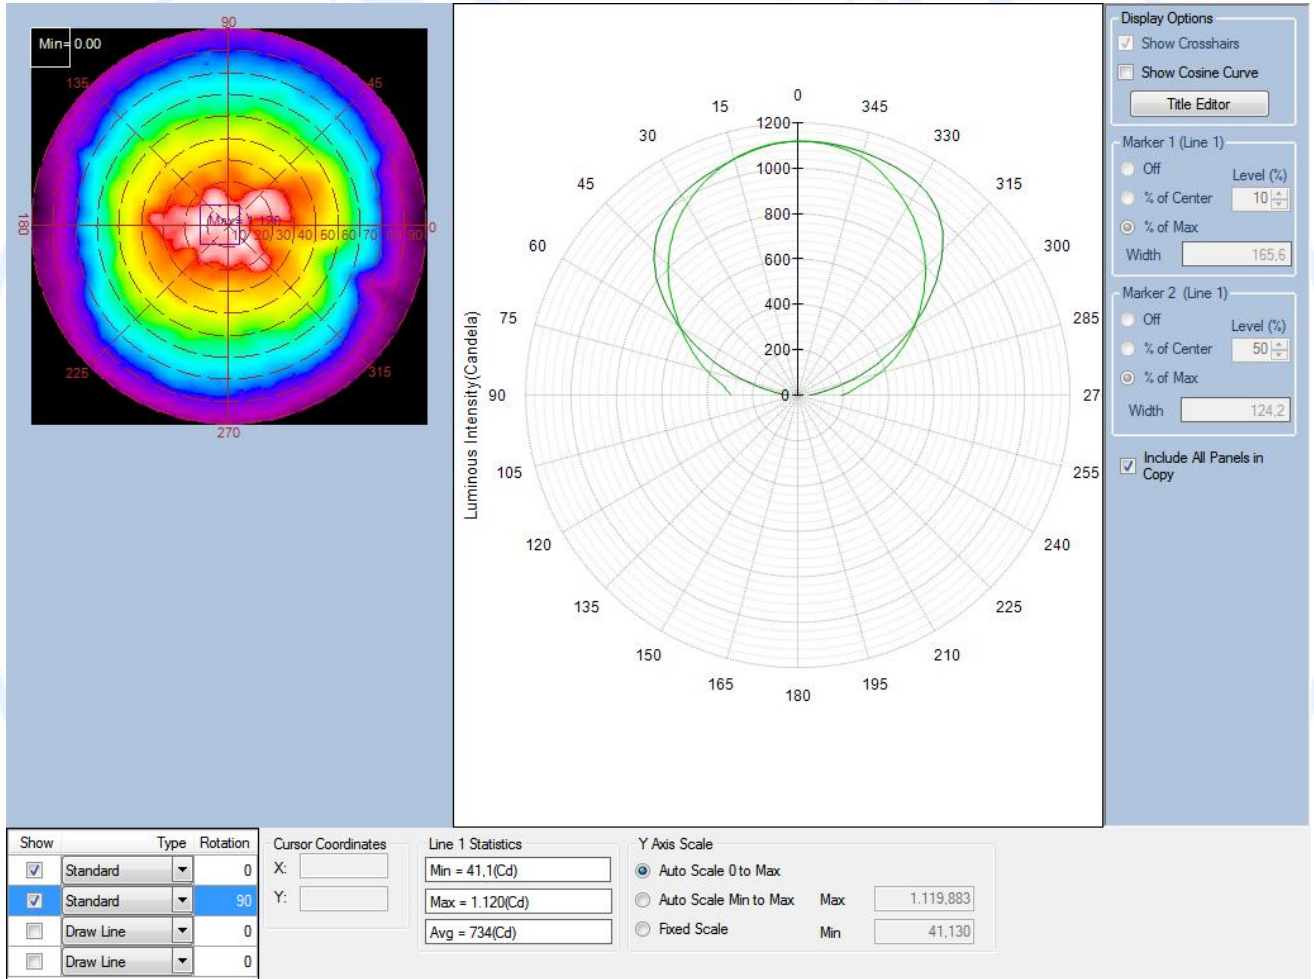 90
Min= 0.00
135
45
180
Max= 1.120
10 20 30 40 50 60 70 80 90 0
225
315
270
Luminous Intensity(Candela)
0
15
345
30
330
45
315
60
300
75
285
90
27
105
255
120
240
135
225
150
210
165
195
180
1200
1000
800
600
400
200
0
Display Options
Show Crosshairs
Show Cosine Curve
Title Editor
Marker 1 (Line 1)
Off
Level (%)
% of Center
10
% of Max
Width
165,6
Marker 2 (Line 1)
Off
Level (%)
% of Center
50
% of Max
Width
124,2
Include All Panels in
Copy
Show Type Rotation
Standard 0
Standard 90
Draw Line 0
Draw Line 0
Cursor Coordinates
X:
Y:
Line 1 Statistics
Min = 41,1(Cd)
Max = 1.120(Cd)
Avg = 734(Cd)
Y Axis Scale
Auto Scale 0 to Max
Auto Scale Min to Max Max 1.119,883
Fixed Scale Min 41,130